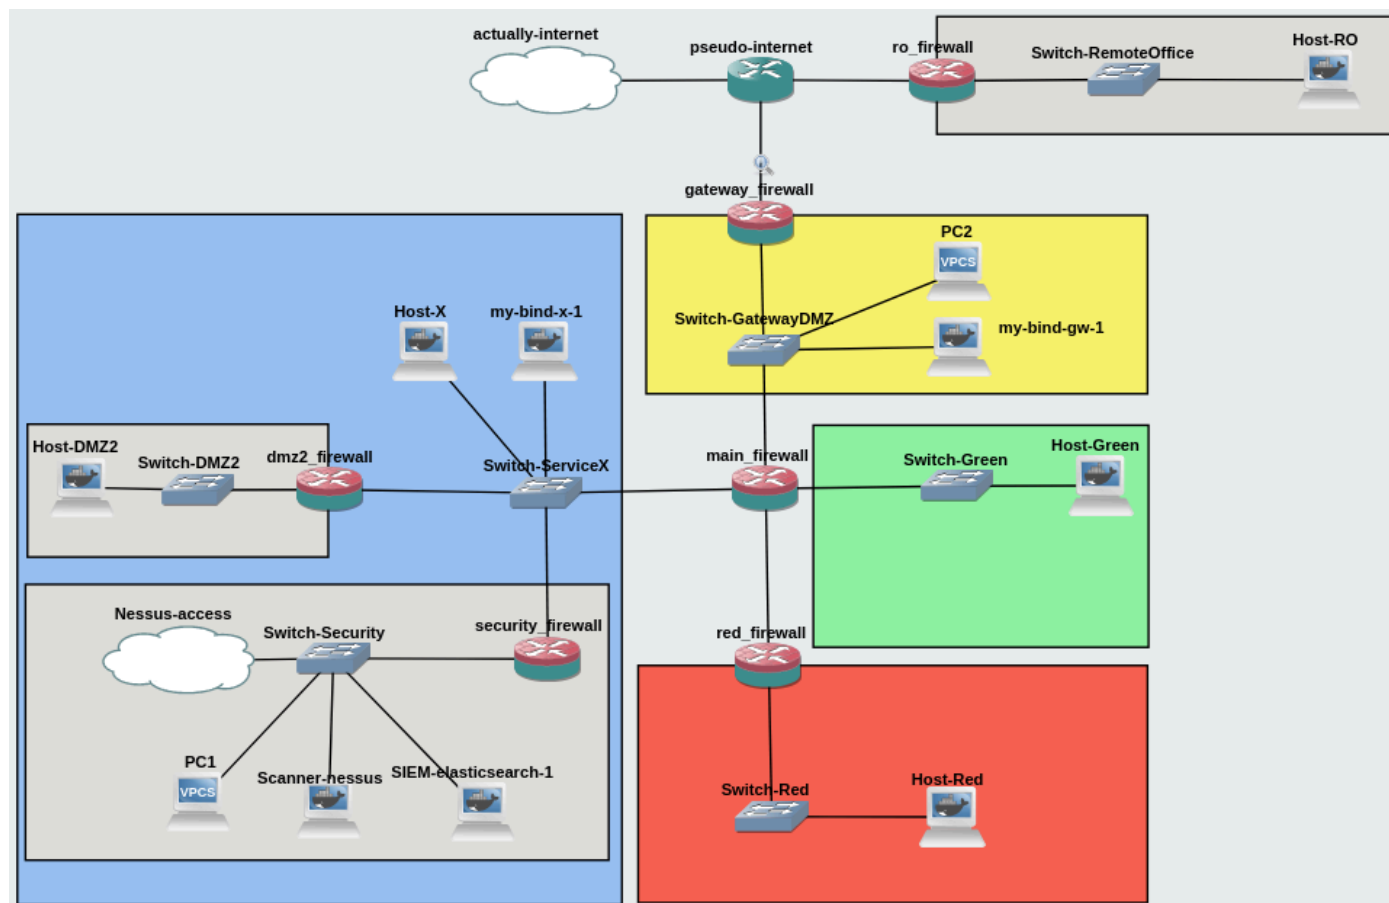 actually-internet
pseudo-internet
ro_firewall
Switch-RemoteOffice
Host-RO
gateway_firewall
PC2
VPCS
Switch-GatewayDMZ
my-bind-gw-1
Host-X
my-bind-x-1
Host-DMZ2
Switch-DMZ2
dmz2_firewall
Switch-ServiceX
main_firewall
Switch-Green
Host-Green
Nessus-access
Switch-Security
security_firewall
red_firewall
PC1
VPCS
Scanner-nessus
SIEM-elasticsearch-1
Switch-Red
Host-Red